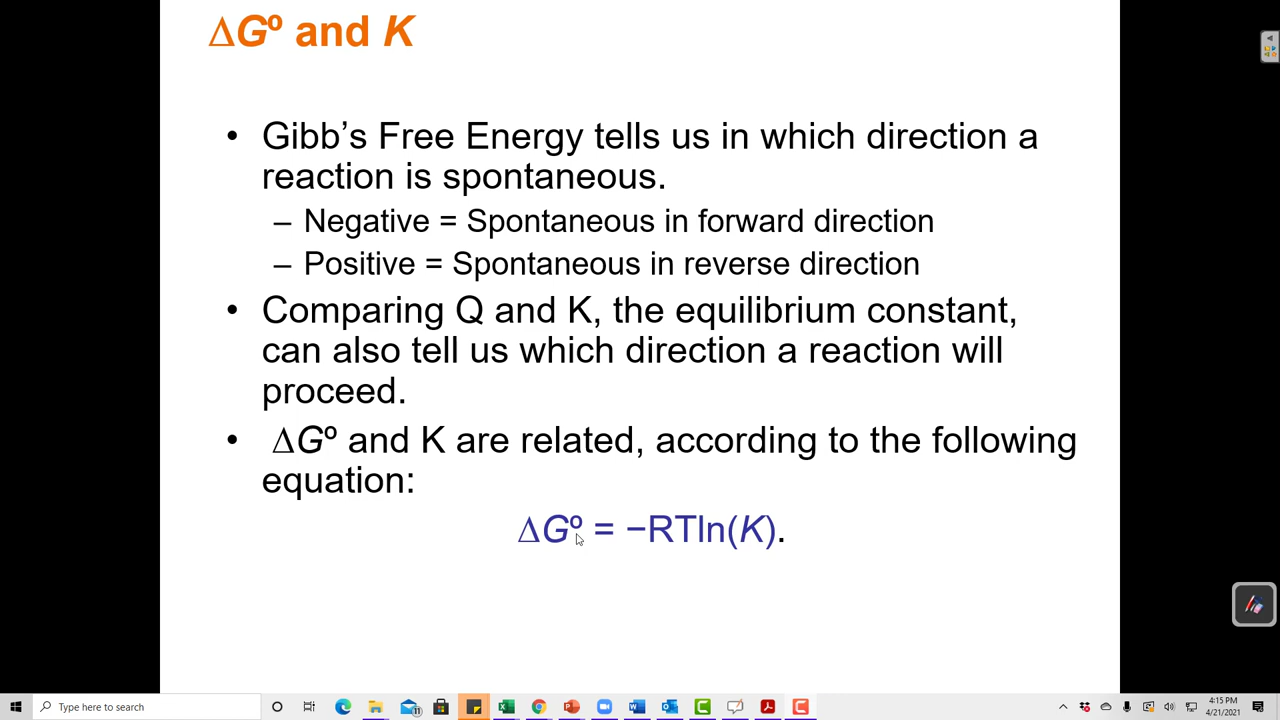 ΔGº and K
• Gibb’s Free Energy tells us in which direction a
reaction is spontaneous.
– Negative = Spontaneous in forward direction
– Positive = Spontaneous in reverse direction
• Comparing Q and K, the equilibrium constant,
can also tell us which direction a reaction will
proceed.
• ΔGº and K are related, according to the following
equation:
ΔGº = −RTln(K).
Type here to search
11
4:15 PM
4/21/2021